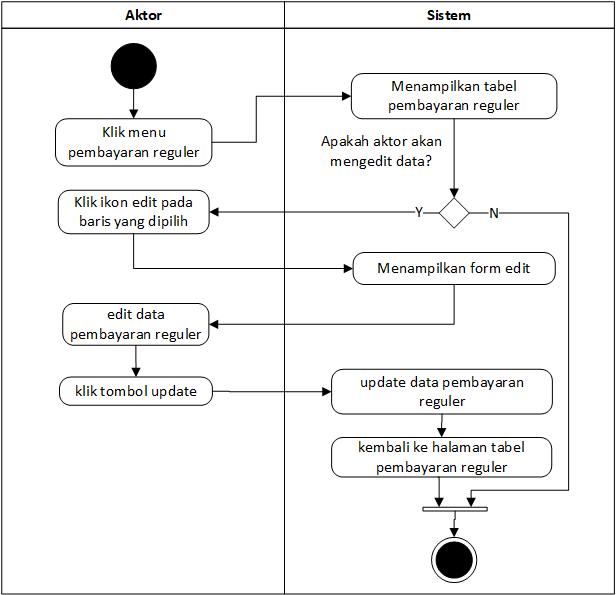 Aktor
Sistem
Klik menu
pembayaran reguler
Menampilkan tabel
pembayaran reguler
Apakah aktor akan
mengedit data?
Y
N
Klik ikon edit pada
baris yang dipilih
Menampilkan form edit
edit data
pembayaran reguler
klik tombol update
update data pembayaran
reguler
kembali ke halaman tabel
pembayaran reguler